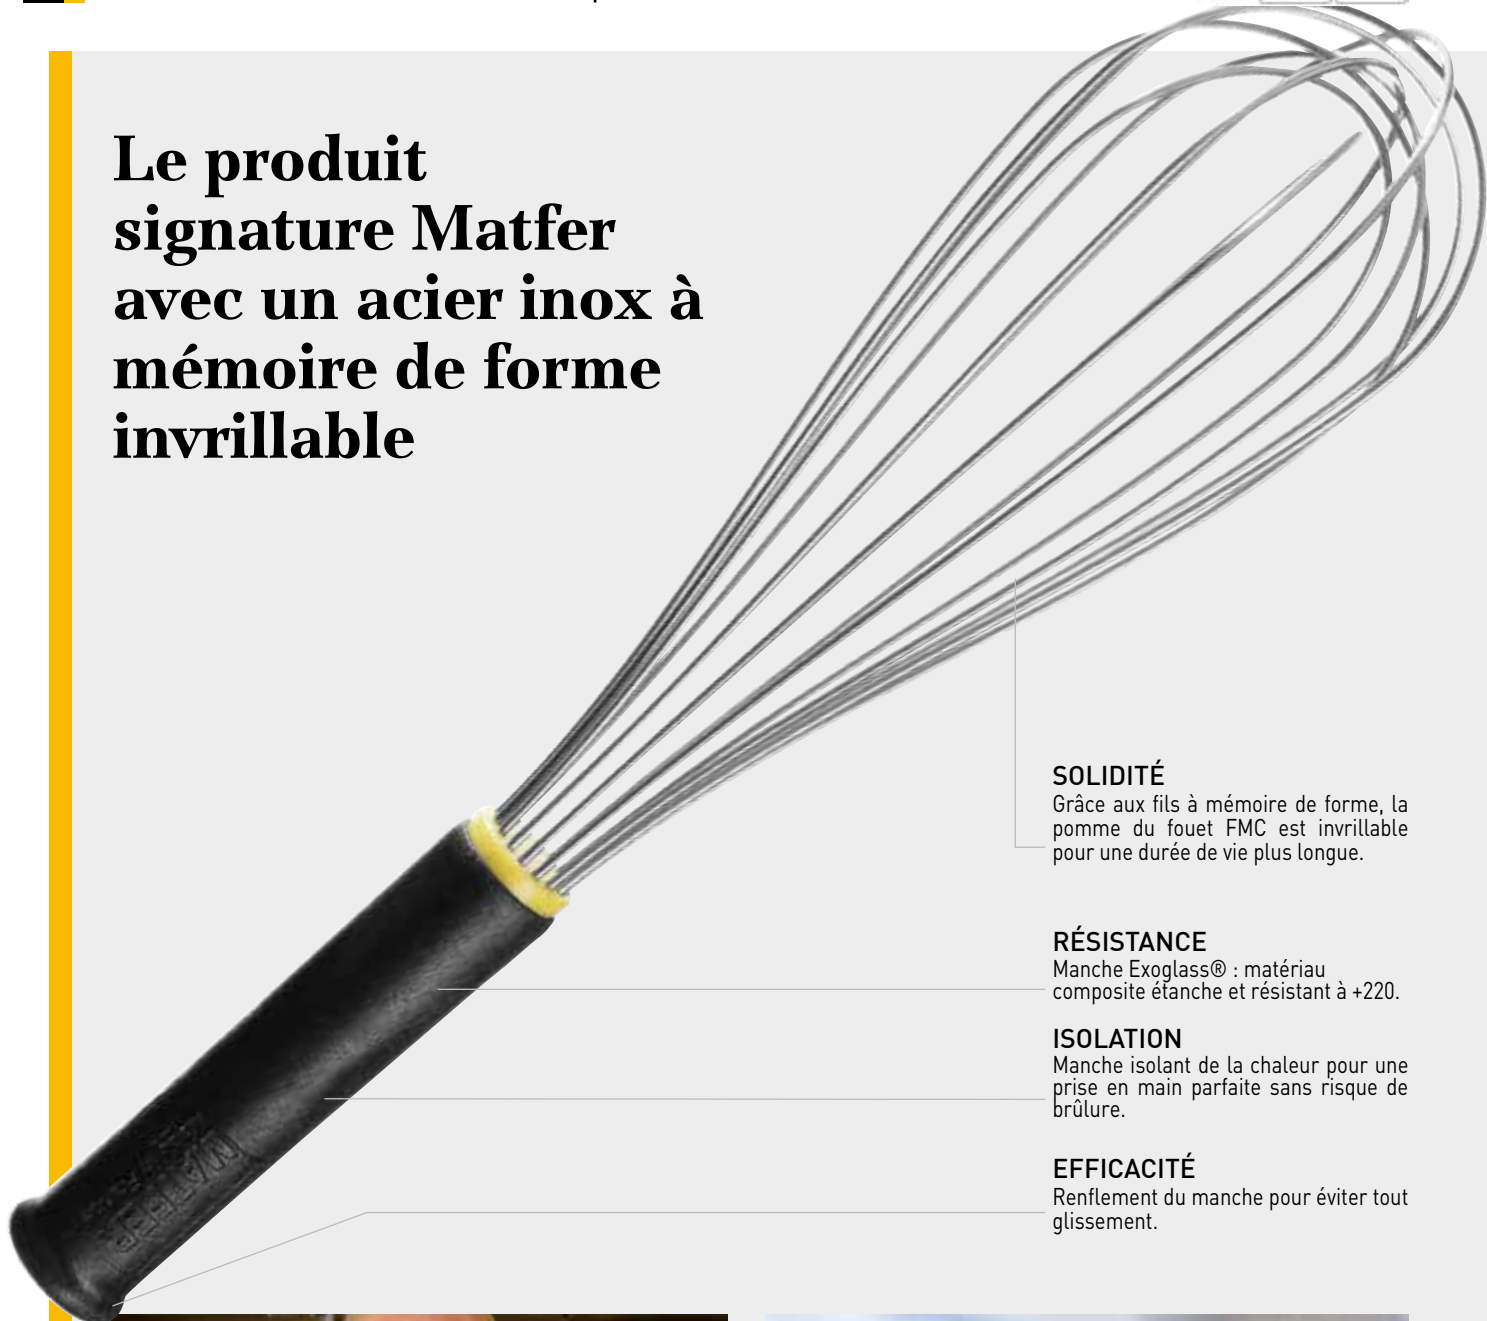 Le produit
signature Matfer
avec un acier inox à
mémoire de forme
invrillable
SOLIDITÉ
Grâce aux fils à mémoire de forme, la
pomme du fouet FMC est invrillable
pour une durée de vie plus longue.
RÉSISTANCE
Manche Exoglass® : matériau
composite étanche et résistant à +220.
ISOLATION
Manche isolant de la chaleur pour une
prise en main parfaite sans risque de
brûlure.
EFFICACITÉ
Renflement du manche pour éviter tout
glissement.
MATFER